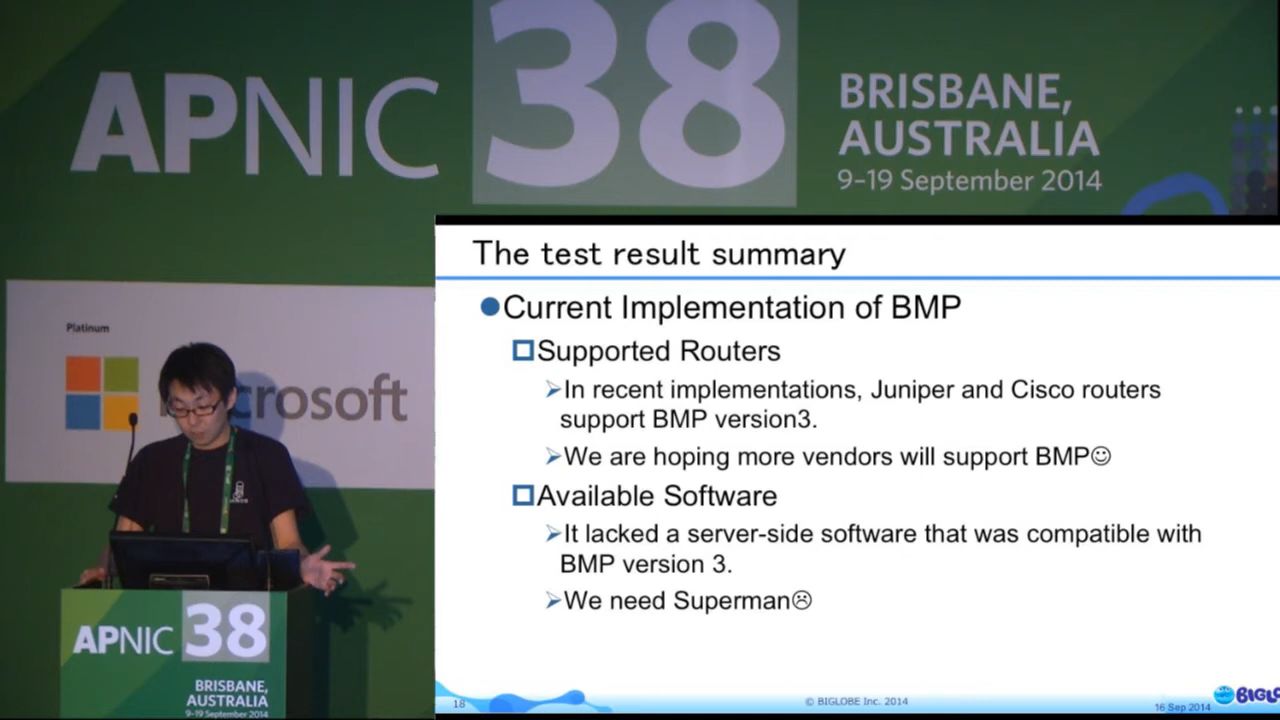 APNIC 38
BRISBANE,
AUSTRALIA
9–19 September 2014
Platinum
crosoft
The test result summary
Current Implementation of BMP
Supported Routers
In recent implementations, Juniper and Cisco routers
support BMP version3.
We are hoping more vendors will support BMP☺
Available Software
It lacked a server-side software that was compatible with
BMP version 3.
We need Superman☹
18
© BIGLOBE Inc. 2014
16 Sep 2014
BIGL
APNIC 38
BRISBANE,
AUSTRALIA
9–19 September 2014